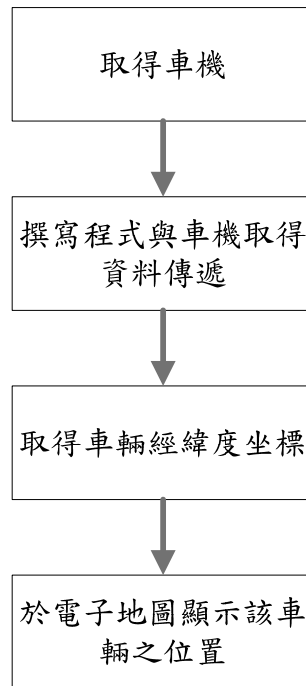 取得車機
撰寫程式與車機取得
資料傳遞
取得車輛經緯度坐標
於電子地圖顯示該車
輛之位置